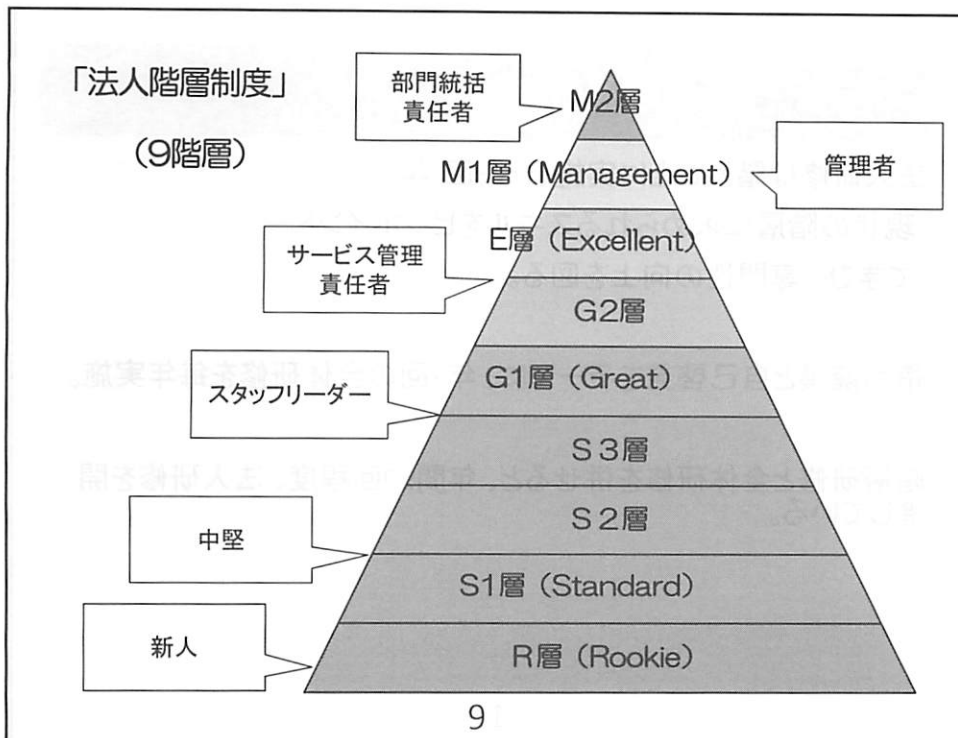 「法人階層制度」
(9階層)
部門統括
責任者
M2層
M1層（Management）
管理者
E層（Excellent）
サービス管理
責任者
G2層
G1層（Great）
スタッフリーダー
S3層
S2層
中堅
S1層（Standard）
新人
R層（Rookie）
9